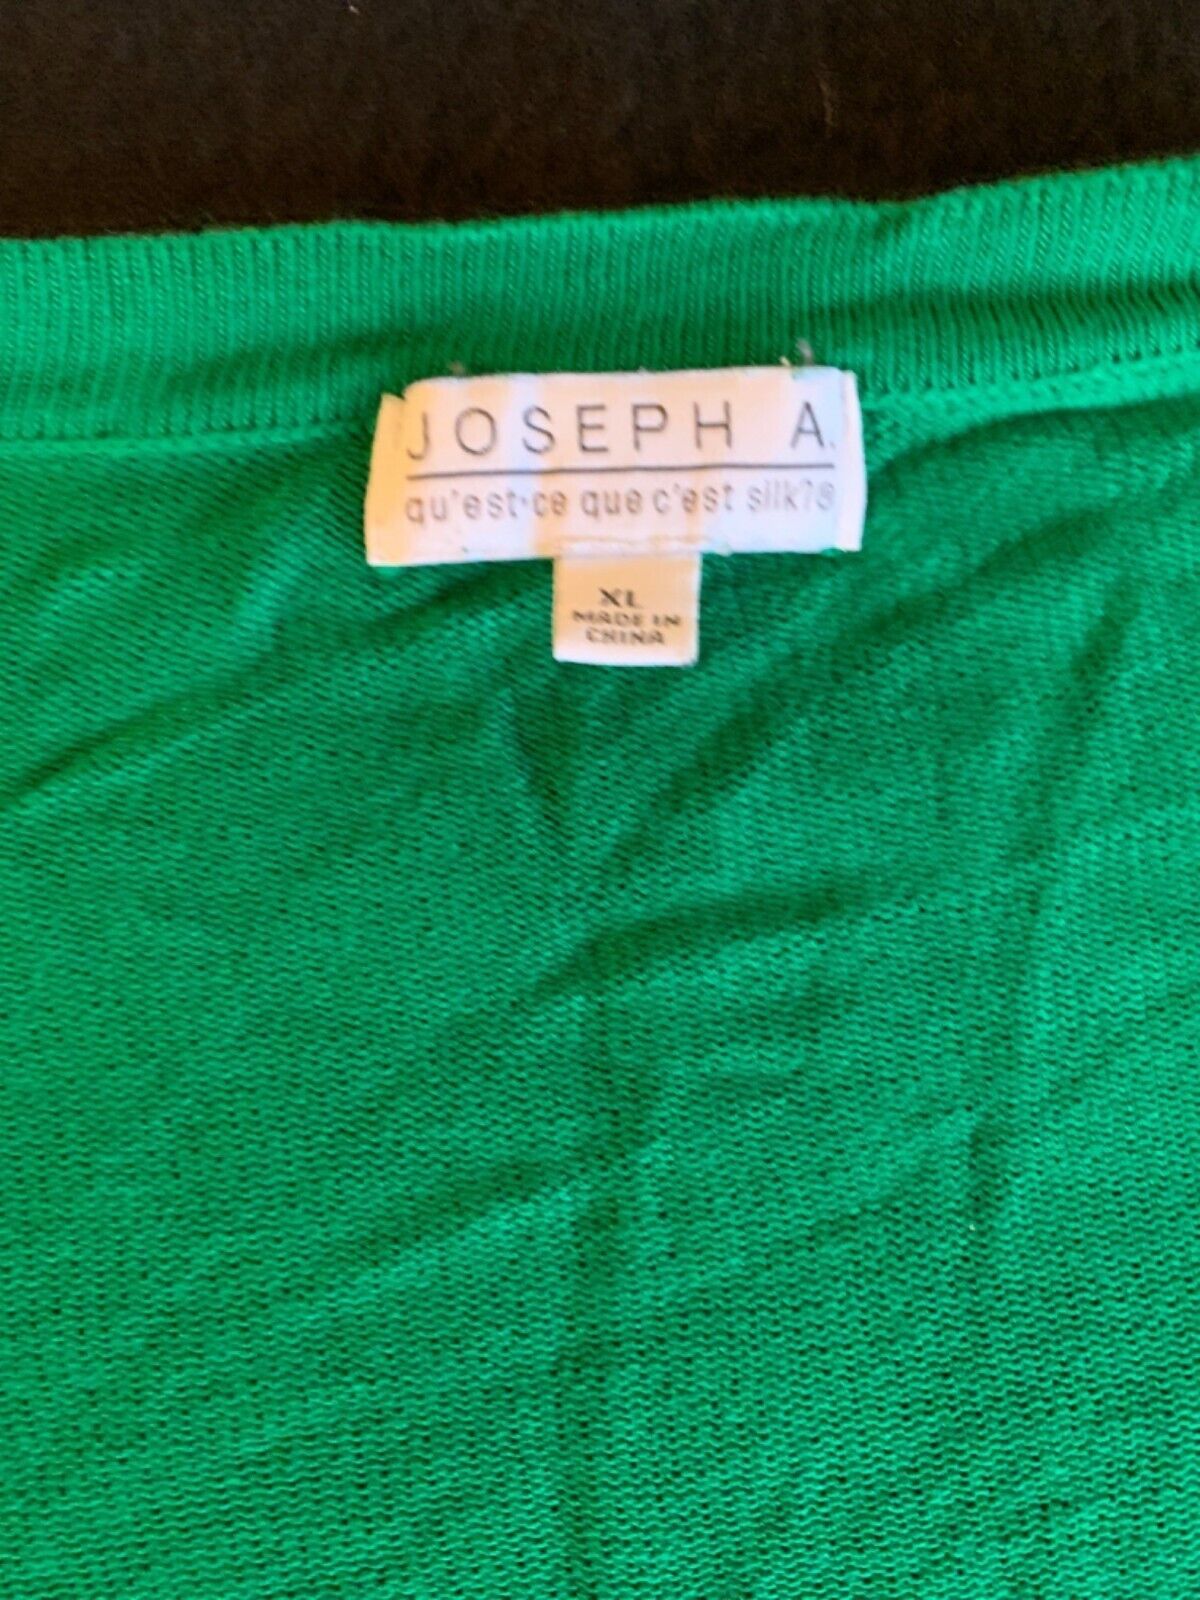 JOSEPH A.
qu'est-ce que c'est silk?®
XL
MADE IN
CHINA